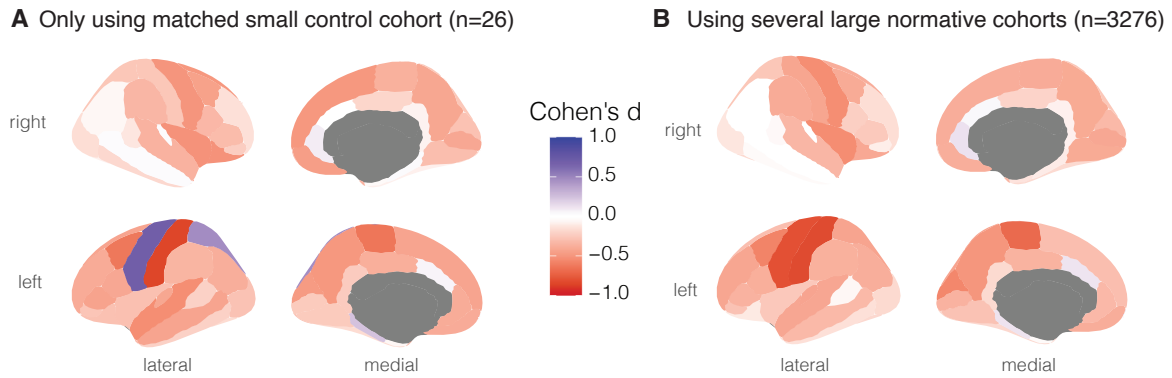 A Only using matched small control cohort (n=26)
B Using several large normative cohorts (n=3276)
right
Cohen's d
1.0
0.5
0.0
−0.5
−1.0
right
left
left
lateral
medial
lateral
medial